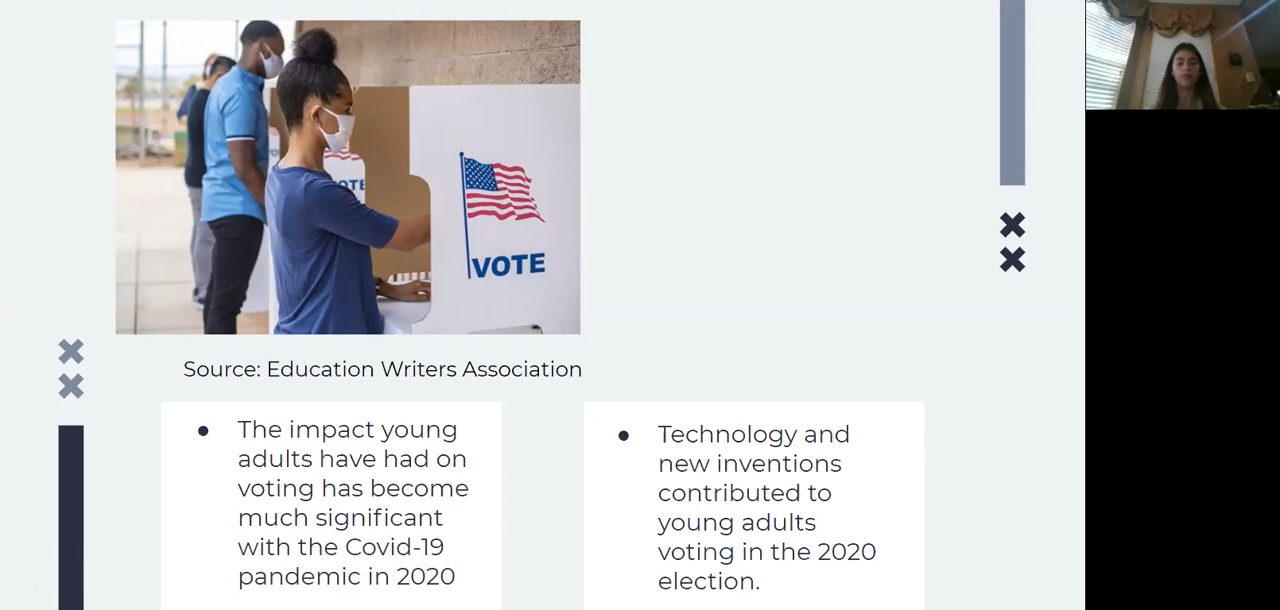 VOTE
OTE
Source: Education Writers Association
● The impact young
adults have had on
voting has become
much significant
with the Covid-19
pandemic in 2020
● Technology and
new inventions
contributed to
young adults
voting in the 2020
election.